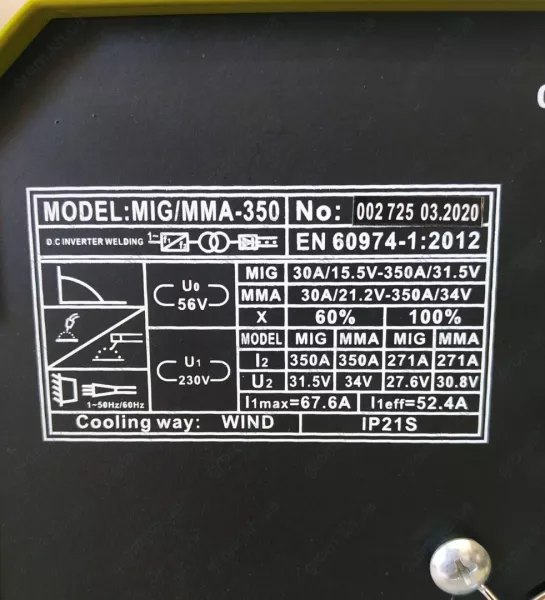 MODEL:MIG/MMA-350 No: 002 725 03.2020
D.C INVERTER WELDING 1~ EN 60974-1:2012
U₀ 56V MIG 30A/15.5V-350A/31.5V
MMA 30A/21.2V-350A/34V
X 60% 100%
MODEL MIG MMA MIG MMA
U₁ 230V I₂ 350A 350A 271A 271A
U₂ 31.5V 34V 27.6V 30.8V
1~50Hz/60Hz I₁max=67.6A I₁eff=52.4A
Cooling way: WIND IP21S